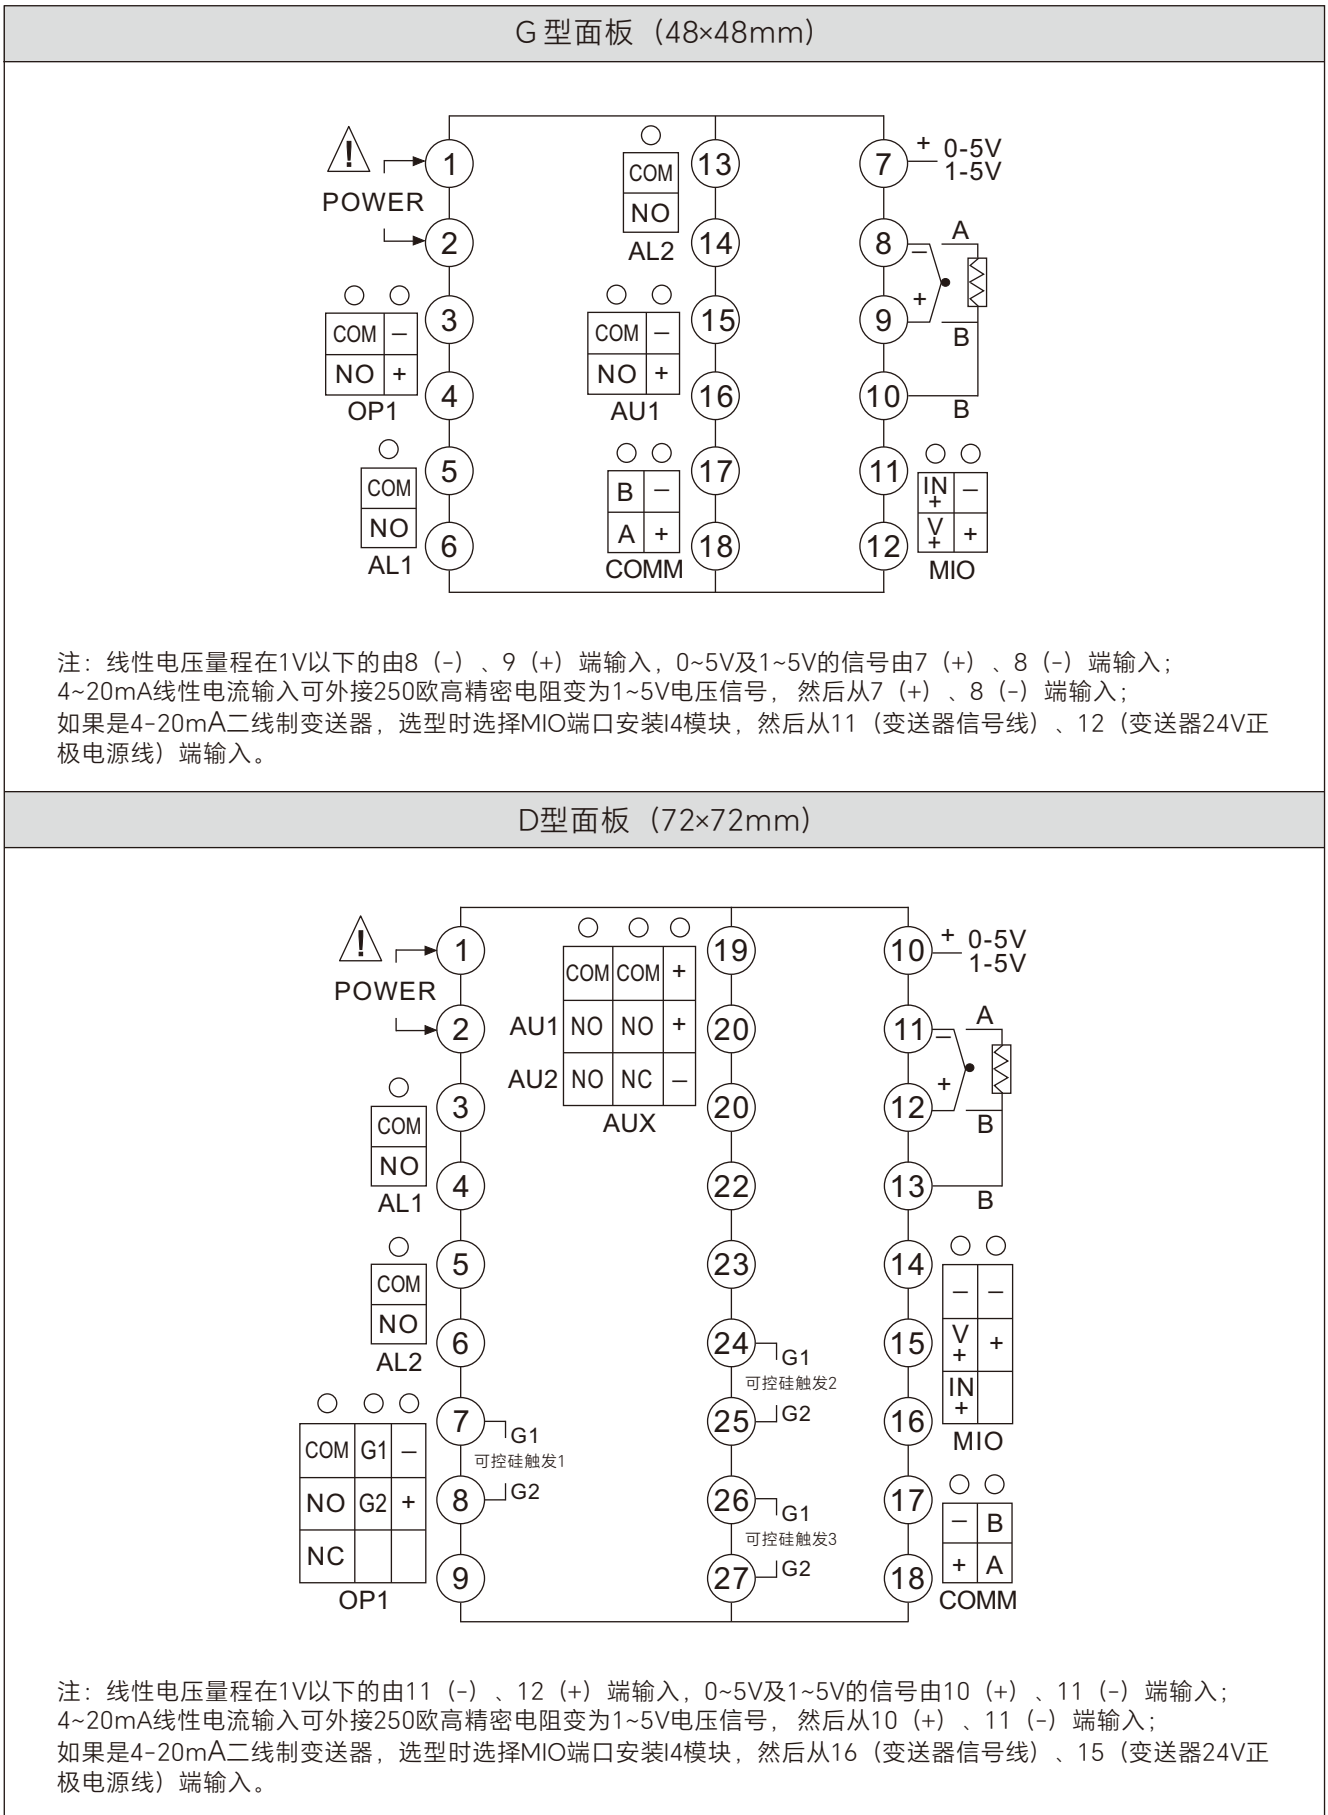 G型面板（48×48mm）
1
POWER
2
3
COM –
NO +
OP1
4
5
COM
NO
AL1
6
COM
NO
AL2
13
14
15
COM –
NO +
AU1
16
17
B –
A +
COMM
18
7
+ 0-5V
1-5V
8
–
A
9
+
B
10
B
11
12
IN+ –
V+ +
MIO
注：线性电压量程在1V以下的由8（-）、9（+）端输入，0~5V及1~5V的信号由7（+）、8（-）端输入；
4~20mA线性电流输入可外接250欧高精密电阻变为1~5V电压信号，然后从7（+）、8（-）端输入；
如果是4-20mA二线制变送器，选型时选择MIO端口安装I4模块，然后从11（变送器信号线）、12（变送器24V正
极电源线）端输入。
D型面板（72×72mm）
1
POWER
2
3
COM
NO
AL1
4
5
COM
NO
AL2
6
7
G1
可控硅触发1
G2
8
COM G1 –
NO G2 +
NC
OP1
9
COM COM +
AU1 NO NO +
AU2 NO NC –
AUX
19
20
20
22
23
24
G1
可控硅触发2
25
G2
26
G1
可控硅触发3
27
G2
10
+ 0-5V
1-5V
11
–
A
12
+
B
13
B
14
15
16
– –
V+ +
IN+
MIO
17
18
– B
+ A
COMM
注：线性电压量程在1V以下的由11（-）、12（+）端输入，0~5V及1~5V的信号由10（+）、11（-）端输入；
4~20mA线性电流输入可外接250欧高精密电阻变为1~5V电压信号，然后从10（+）、11（-）端输入；
如果是4-20mA二线制变送器，选型时选择MIO端口安装I4模块，然后从16（变送器信号线）、15（变送器24V正
极电源线）端输入。